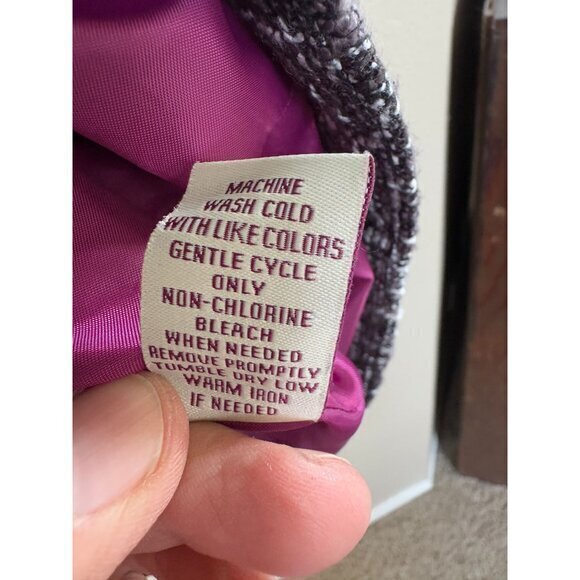 MACHINE
WASH COLD
WITH LIKE COLORS
GENTLE CYCLE
ONLY
NON-CHLORINE
BLEACH
WHEN NEEDED
REMOVE PROMPTLY
TUMBLE DRY LOW
WARM IRON
IF NEEDED